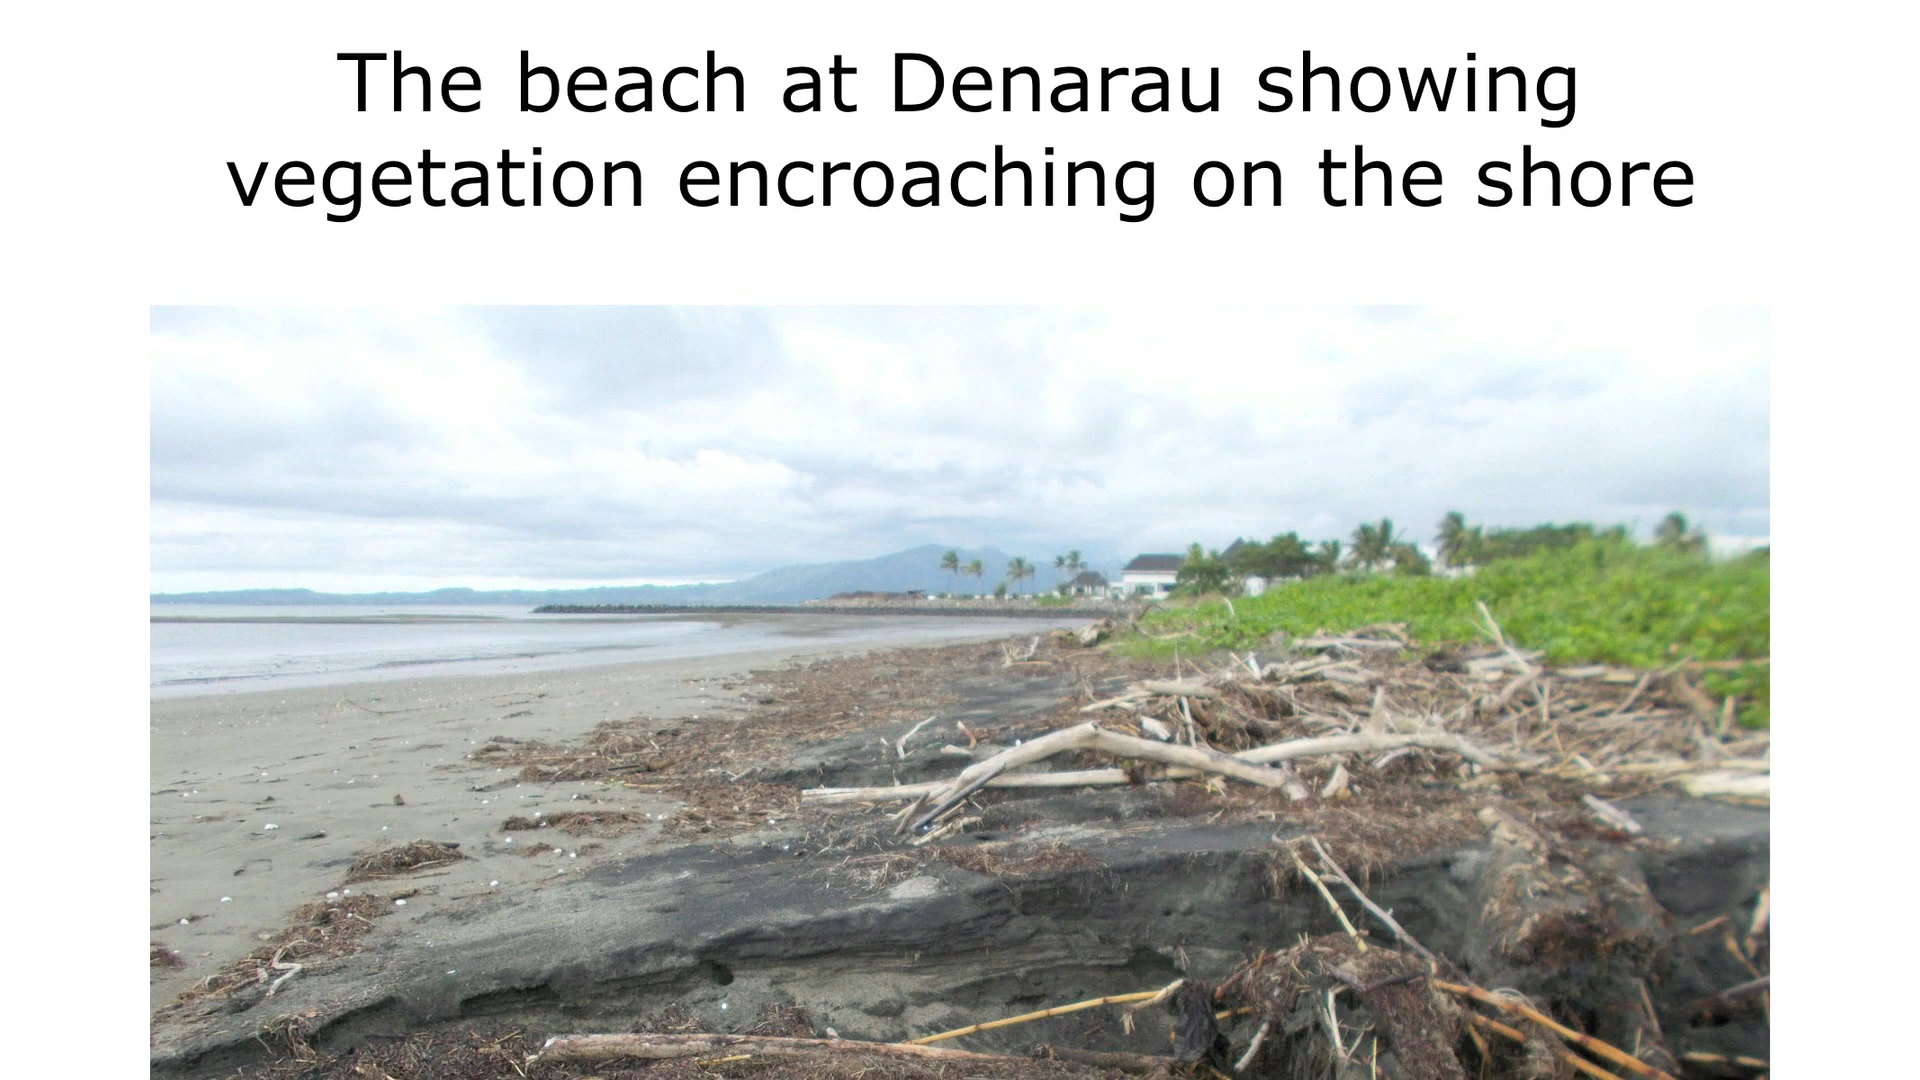 The beach at Denarau showing
vegetation encroaching on the shore